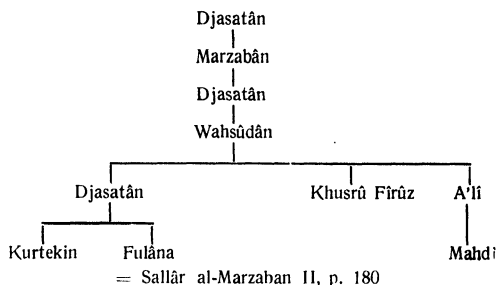 Djasatân
Marzabân
Djasatân
Wahsûdân
Djasatân Khusrû Fîrûz A'lî
Kurtekin Fulâna Mahdi
= Sallâr al-Marzaban II, p. 180